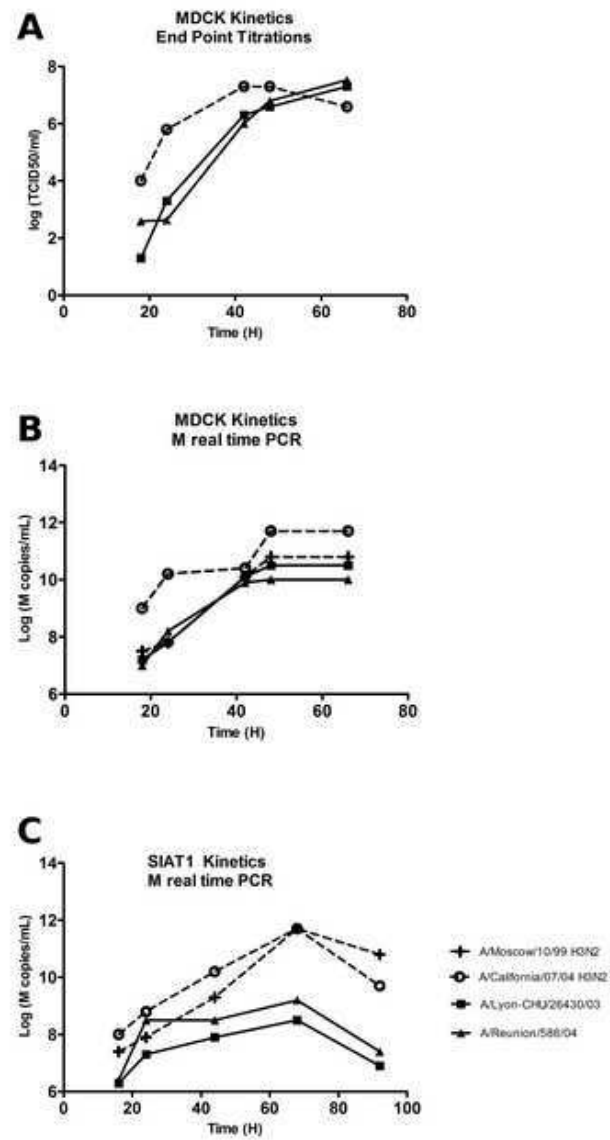 A
MDCK Kinetics
End Point Titrations
log (TCID50/ml)
8
6
4
2
0
0 20 40 60 80
Time (H)
B
MDCK Kinetics
M real time PCR
Log (M copies/mL)
14
12
10
8
6
0 20 40 60 80
Time (H)
C
SIAT1 Kinetics
M real time PCR
Log (M copies/mL)
14
12
10
8
6
0 20 40 60 80 100
Time (H)
A/Moscow/10/99 H3N2
A/California/07/04 H3N2
A/Lyon-CHU/26430/03
A/Reunion/586/04